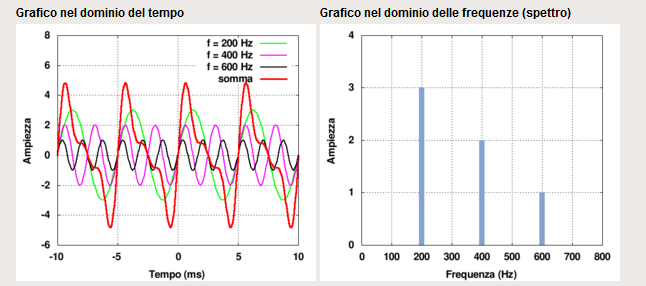 Grafico nel dominio del tempo
8
6
4
2
0
-2
-4
-6
-10
-5
0
5
10
Ampiezza
Tempo (ms)
f = 200 Hz
f = 400 Hz
f = 600 Hz
somma
Grafico nel dominio delle frequenze (spettro)
4
3
2
1
0
0 100 200 300 400 500 600 700 800
Ampiezza
Frequenza (Hz)